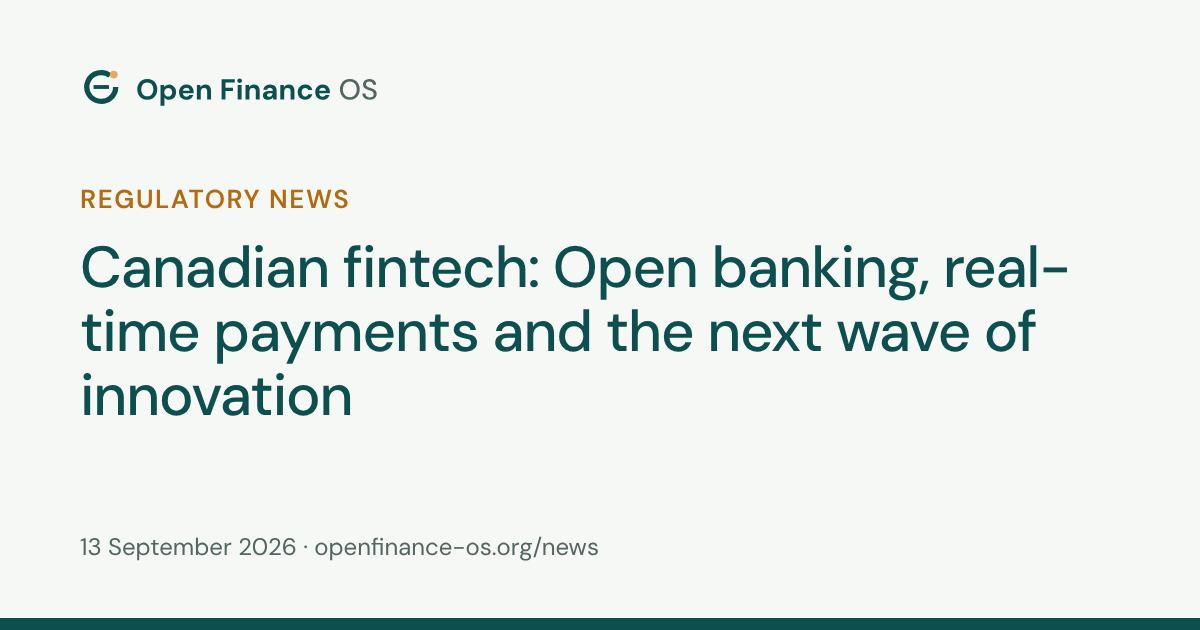 Open Finance OS
REGULATORY NEWS
Canadian fintech: Open banking, real-
time payments and the next wave of
innovation
13 September 2026 · openfinance-os.org/news